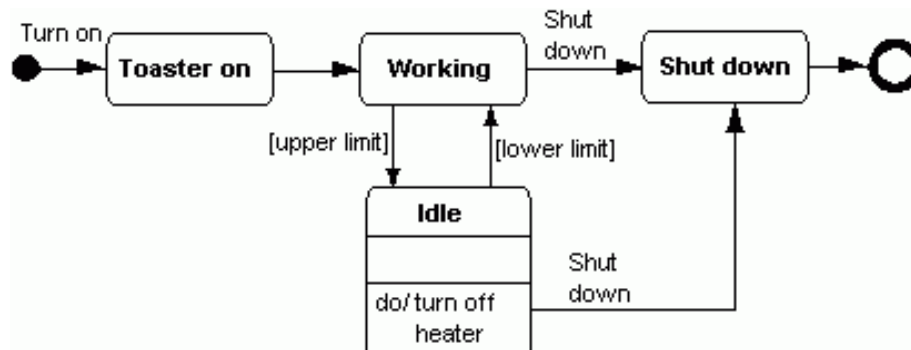 Turn on
Toaster on
Working
Shut
down
Shut down
[upper limit]
[lower limit]
Idle
do/ turn off
heater
Shut
down